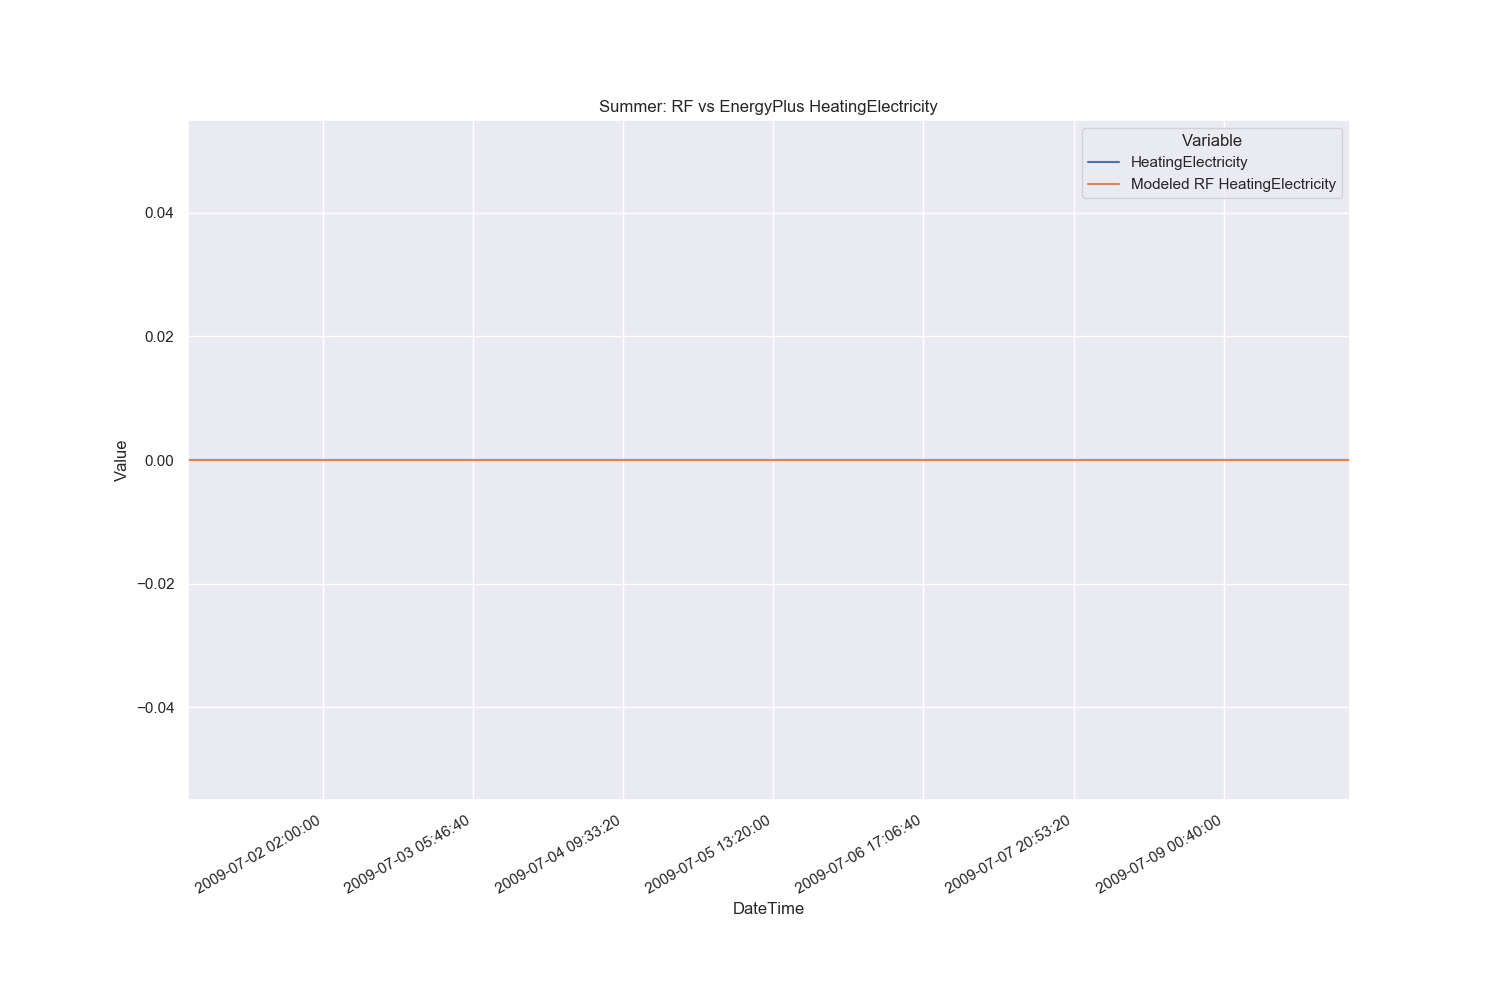 Summer: RF vs EnergyPlus HeatingElectricity
Variable
HeatingElectricity
Modeled RF HeatingElectricity
0.04
0.02
0.00
−0.02
−0.04
Value
2009-07-02 02:00:00
2009-07-03 05:46:40
2009-07-04 09:33:20
2009-07-05 13:20:00
2009-07-06 17:06:40
2009-07-07 20:53:20
2009-07-09 00:40:00
DateTime